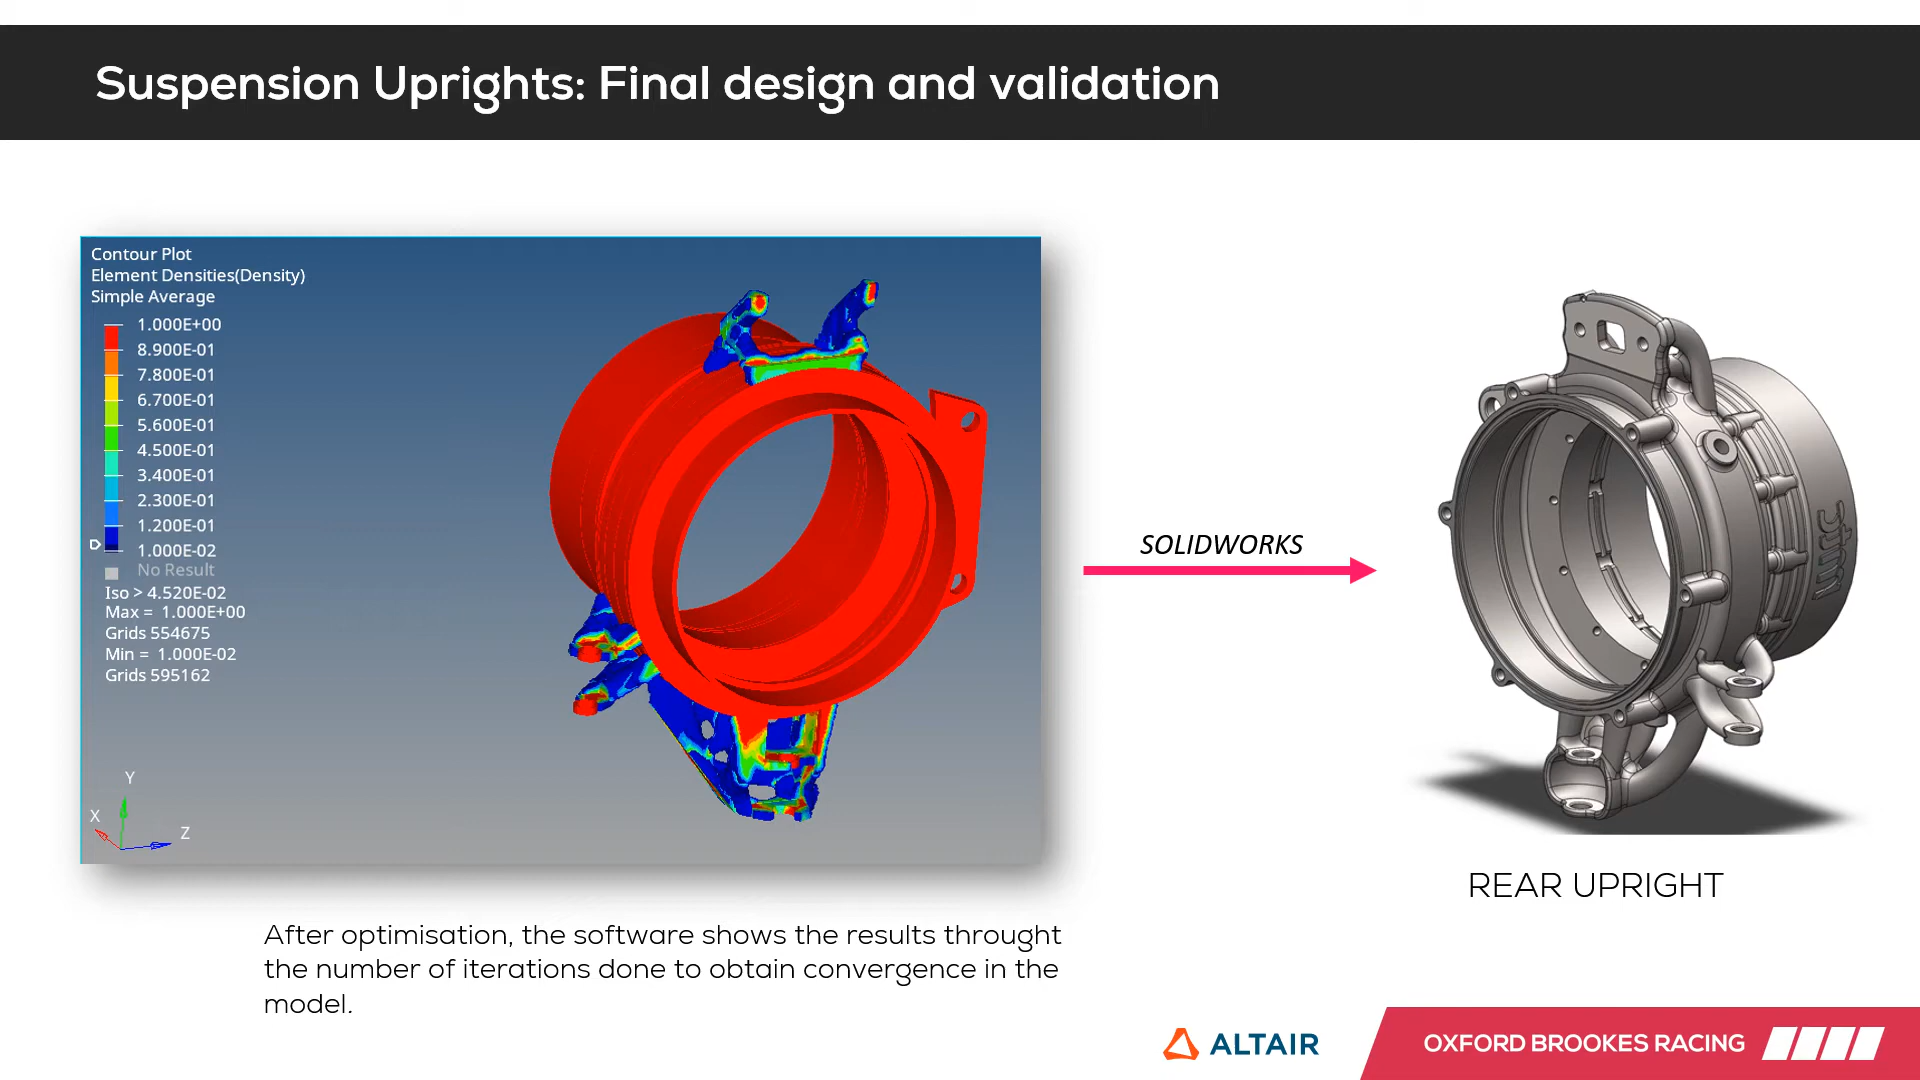 Suspension Uprights: Final design and validation
Contour Plot
Element Densities(Density)
Simple Average
1.000E+00
8.900E-01
7.800E-01
6.700E-01
5.600E-01
4.500E-01
3.400E-01
2.300E-01
1.200E-01
1.000E-02
No Result
Iso > 4.520E-02
Max = 1.000E+00
Grids 554675
Min = 1.000E-02
Grids 595162
Y
X
Z
SOLIDWORKS
REAR UPRIGHT
After optimisation, the software shows the results throught
the number of iterations done to obtain convergence in the
model.
ALTAIR
OXFORD BROOKES RACING